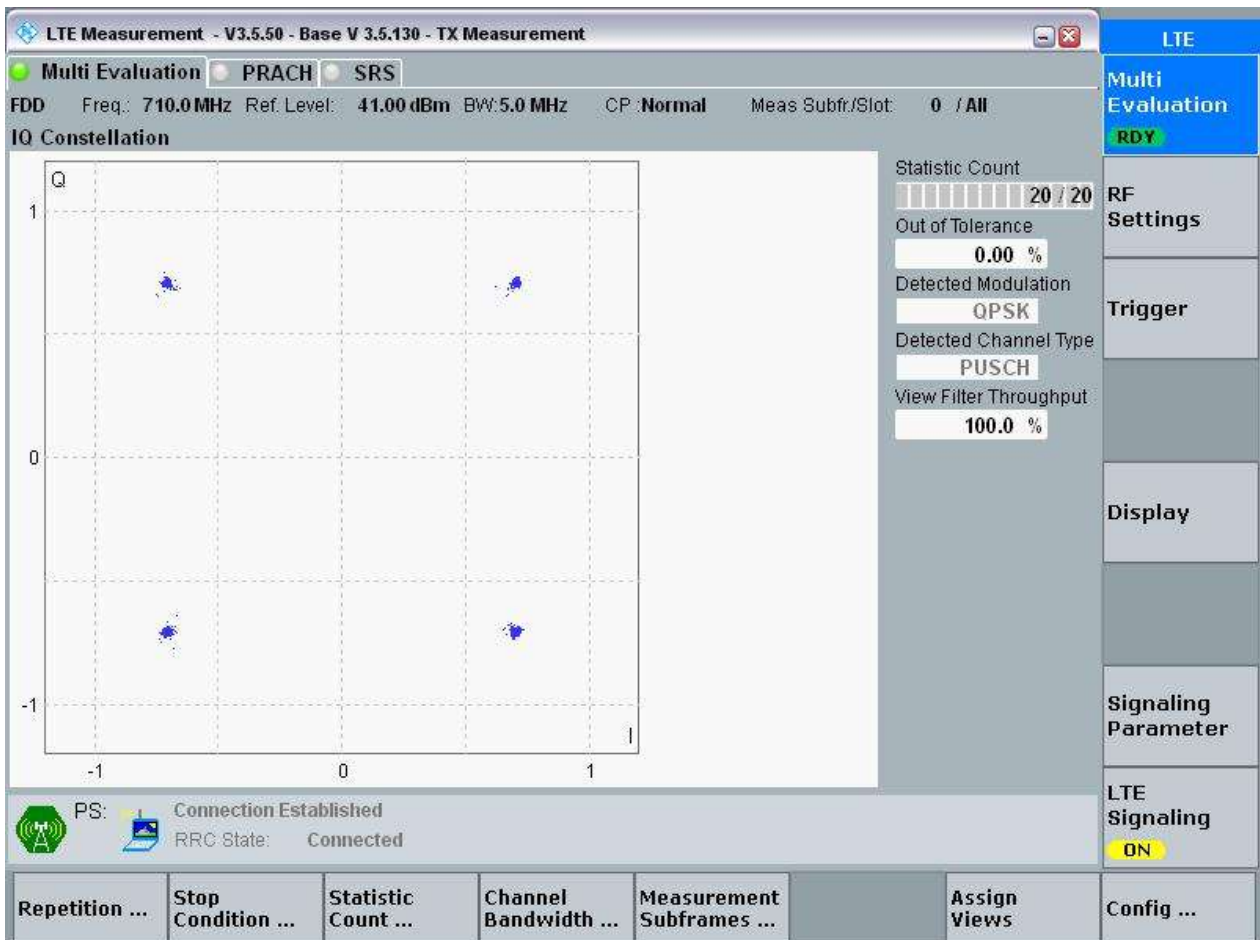 LTE Measurement - V3.5.50 - Base V 3.5.130 - TX Measurement
LTE
Multi Evaluation PRACH SRS
FDD Freq.: 710.0 MHz Ref. Level: 41.00 dBm BW: 5.0 MHz CP :Normal Meas Subfr./Slot: 0 / All
IQ Constellation
Q
1
0
-1
I
-1 0 1
Statistic Count
20 / 20
Out of Tolerance
0.00 %
Detected Modulation
QPSK
Detected Channel Type
PUSCH
View Filter Throughput
100.0 %
Multi
Evaluation
RDY
RF
Settings
Trigger
Display
Signaling
Parameter
LTE
Signaling
ON
PS: Connection Established
RRC State: Connected
Repetition ...
Stop
Condition ...
Statistic
Count ...
Channel
Bandwidth ...
Measurement
Subframes ...
Assign
Views
Config ...